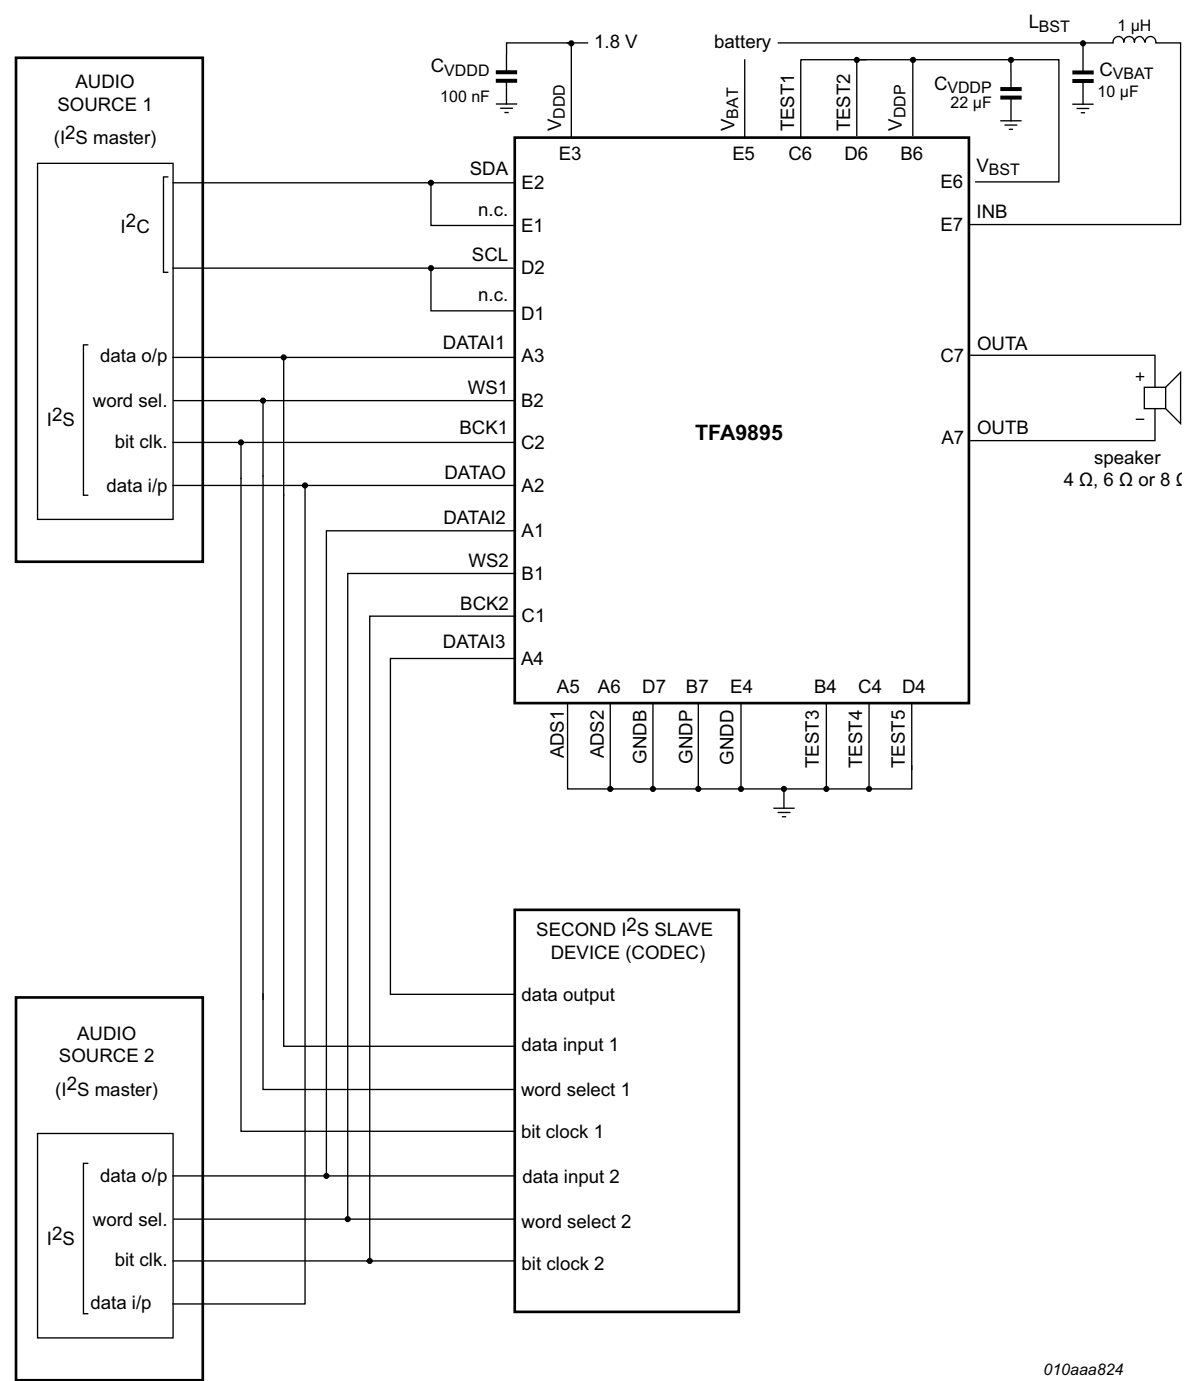 AUDIO
SOURCE 1
(I2S master)
I2C
I2S
data o/p
word sel.
bit clk.
data i/p
CVDDD
100 nF
1.8 V
VDDD
battery
VBAT
TEST1
TEST2
VDDP
CVDDP
22 µF
LBST
1 µH
CVBAT
10 µF
E3
E5
C6
D6
B6
SDA
E2
n.c.
E1
SCL
D2
n.c.
D1
DATAI1
A3
WS1
B2
BCK1
C2
DATAO
A2
DATAI2
A1
WS2
B1
BCK2
C1
DATAI3
A4
TFA9895
E6
VBST
E7
INB
C7
OUTA
A7
OUTB
+
−
speaker
4 Ω, 6 Ω or 8 Ω
A5
A6
D7
B7
E4
B4
C4
D4
ADS1
ADS2
GNDB
GNDP
GNDD
TEST3
TEST4
TEST5
SECOND I2S SLAVE
DEVICE (CODEC)
data output
data input 1
word select 1
bit clock 1
data input 2
word select 2
bit clock 2
AUDIO
SOURCE 2
(I2S master)
I2S
data o/p
word sel.
bit clk.
data i/p
010aaa824